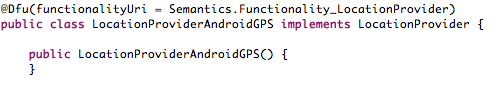 @Dfu(functionalityUri = Semantics.Functionality_LocationProvider)
public class LocationProviderAndroidGPS implements LocationProvider {
public LocationProviderAndroidGPS() {
}